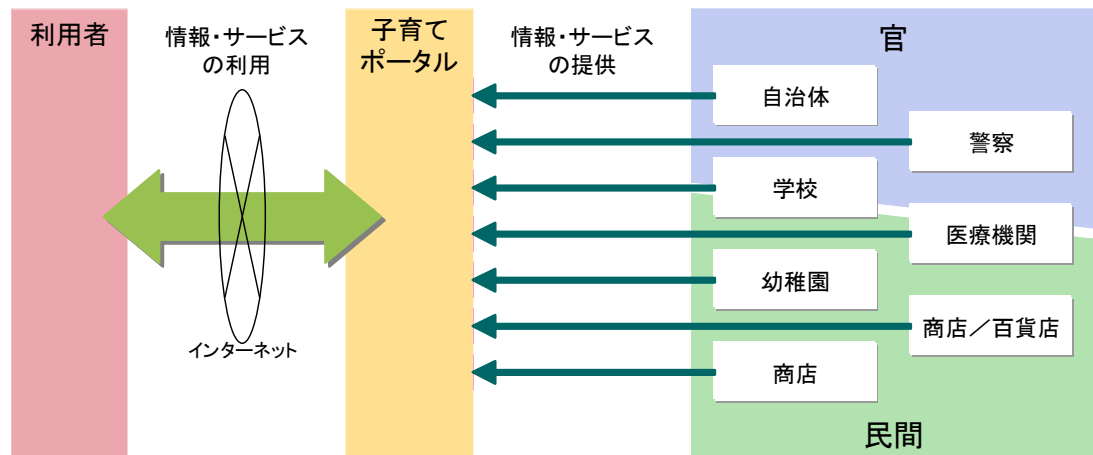 利用者
情報・サービス
の利用
インターネット
子育て
ポータル
情報・サービス
の提供
官
自治体
警察
学校
医療機関
幼稚園
商店／百貨店
商店
民間